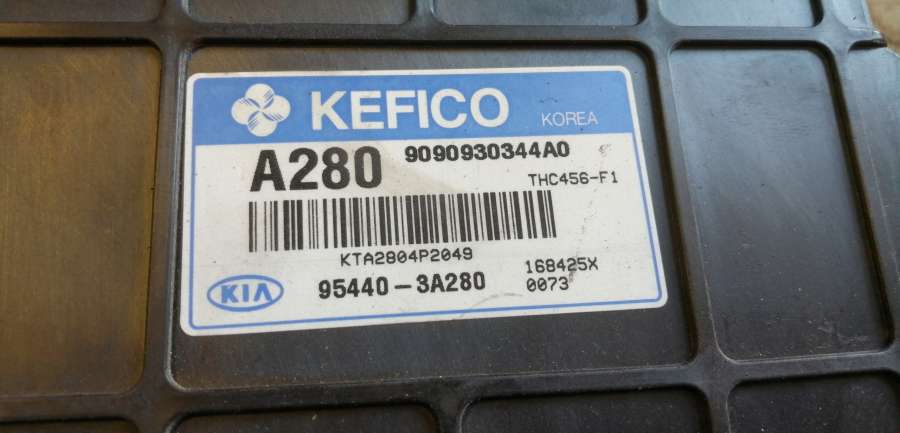 KEFICO KOREA
A280 9090930344A0
THC456-F1
KTA2804P2049
KIA 95440-3A280 168425X
0073